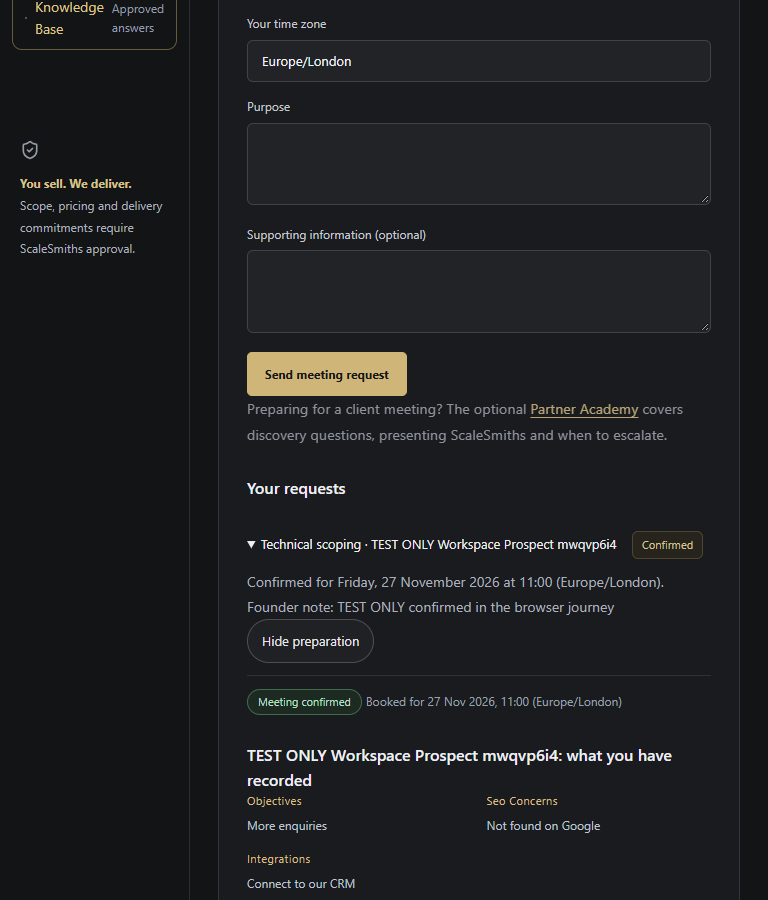 Knowledge Base
Approved answers
You sell. We deliver.
Scope, pricing and delivery
commitments require
ScaleSmiths approval.
Your time zone
Europe/London
Purpose
Supporting information (optional)
Send meeting request
Preparing for a client meeting? The optional Partner Academy covers
discovery questions, presenting ScaleSmiths and when to escalate.
Your requests
▼ Technical scoping · TEST ONLY Workspace Prospect mwqvp6i4 Confirmed
Confirmed for Friday, 27 November 2026 at 11:00 (Europe/London).
Founder note: TEST ONLY confirmed in the browser journey
Hide preparation
Meeting confirmed Booked for 27 Nov 2026, 11:00 (Europe/London)
TEST ONLY Workspace Prospect mwqvp6i4: what you have
recorded
Objectives
More enquiries
Seo Concerns
Not found on Google
Integrations
Connect to our CRM